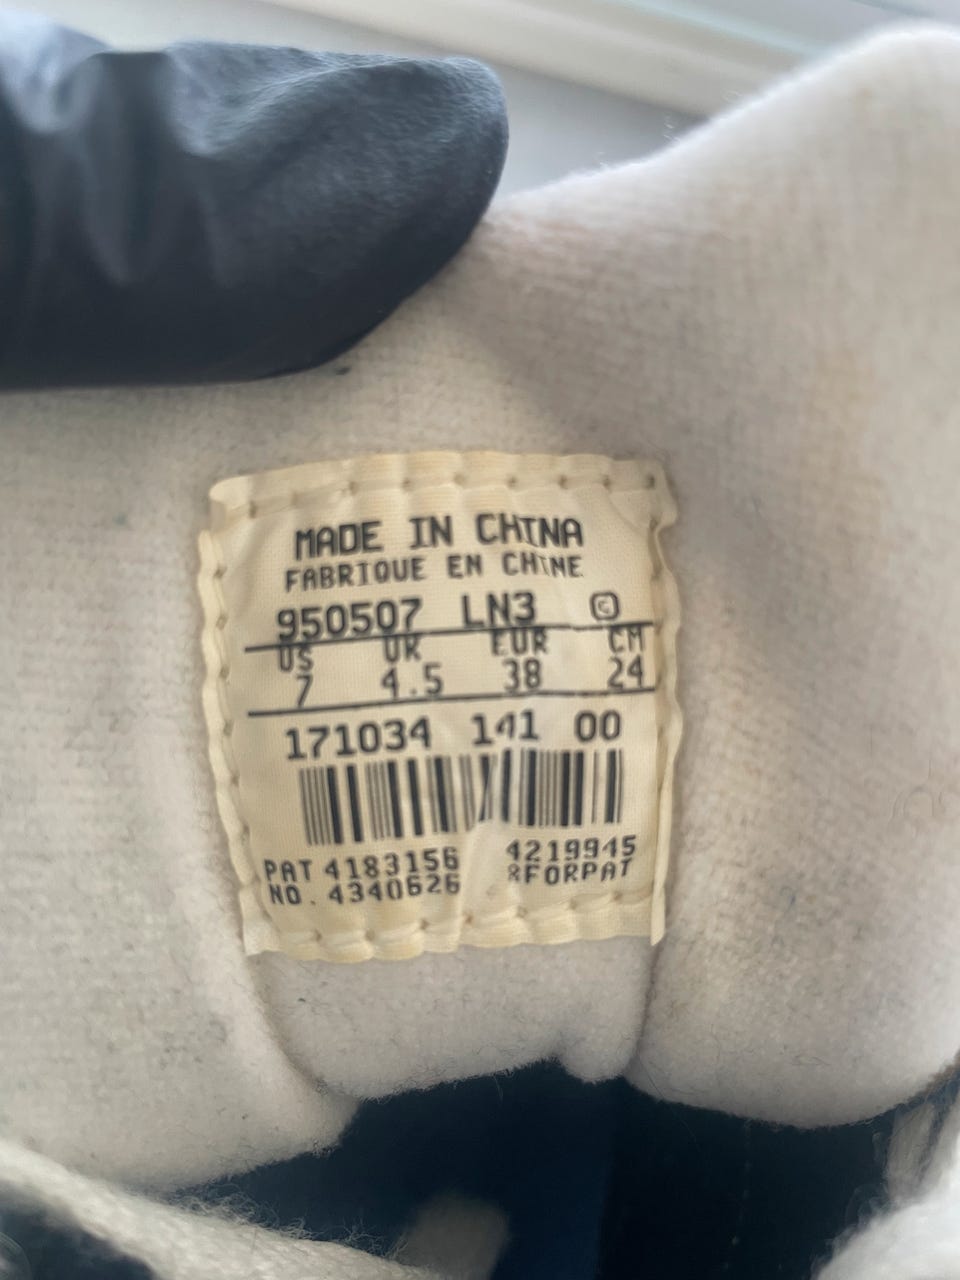 MADE IN CHINA
FABRIQUE EN CHINE
950507 LN3 ©
US UK EUR CM
7 4.5 38 24
171034 141 00
PAT 4183156 4219945
NO. 4340626 &FORPAT